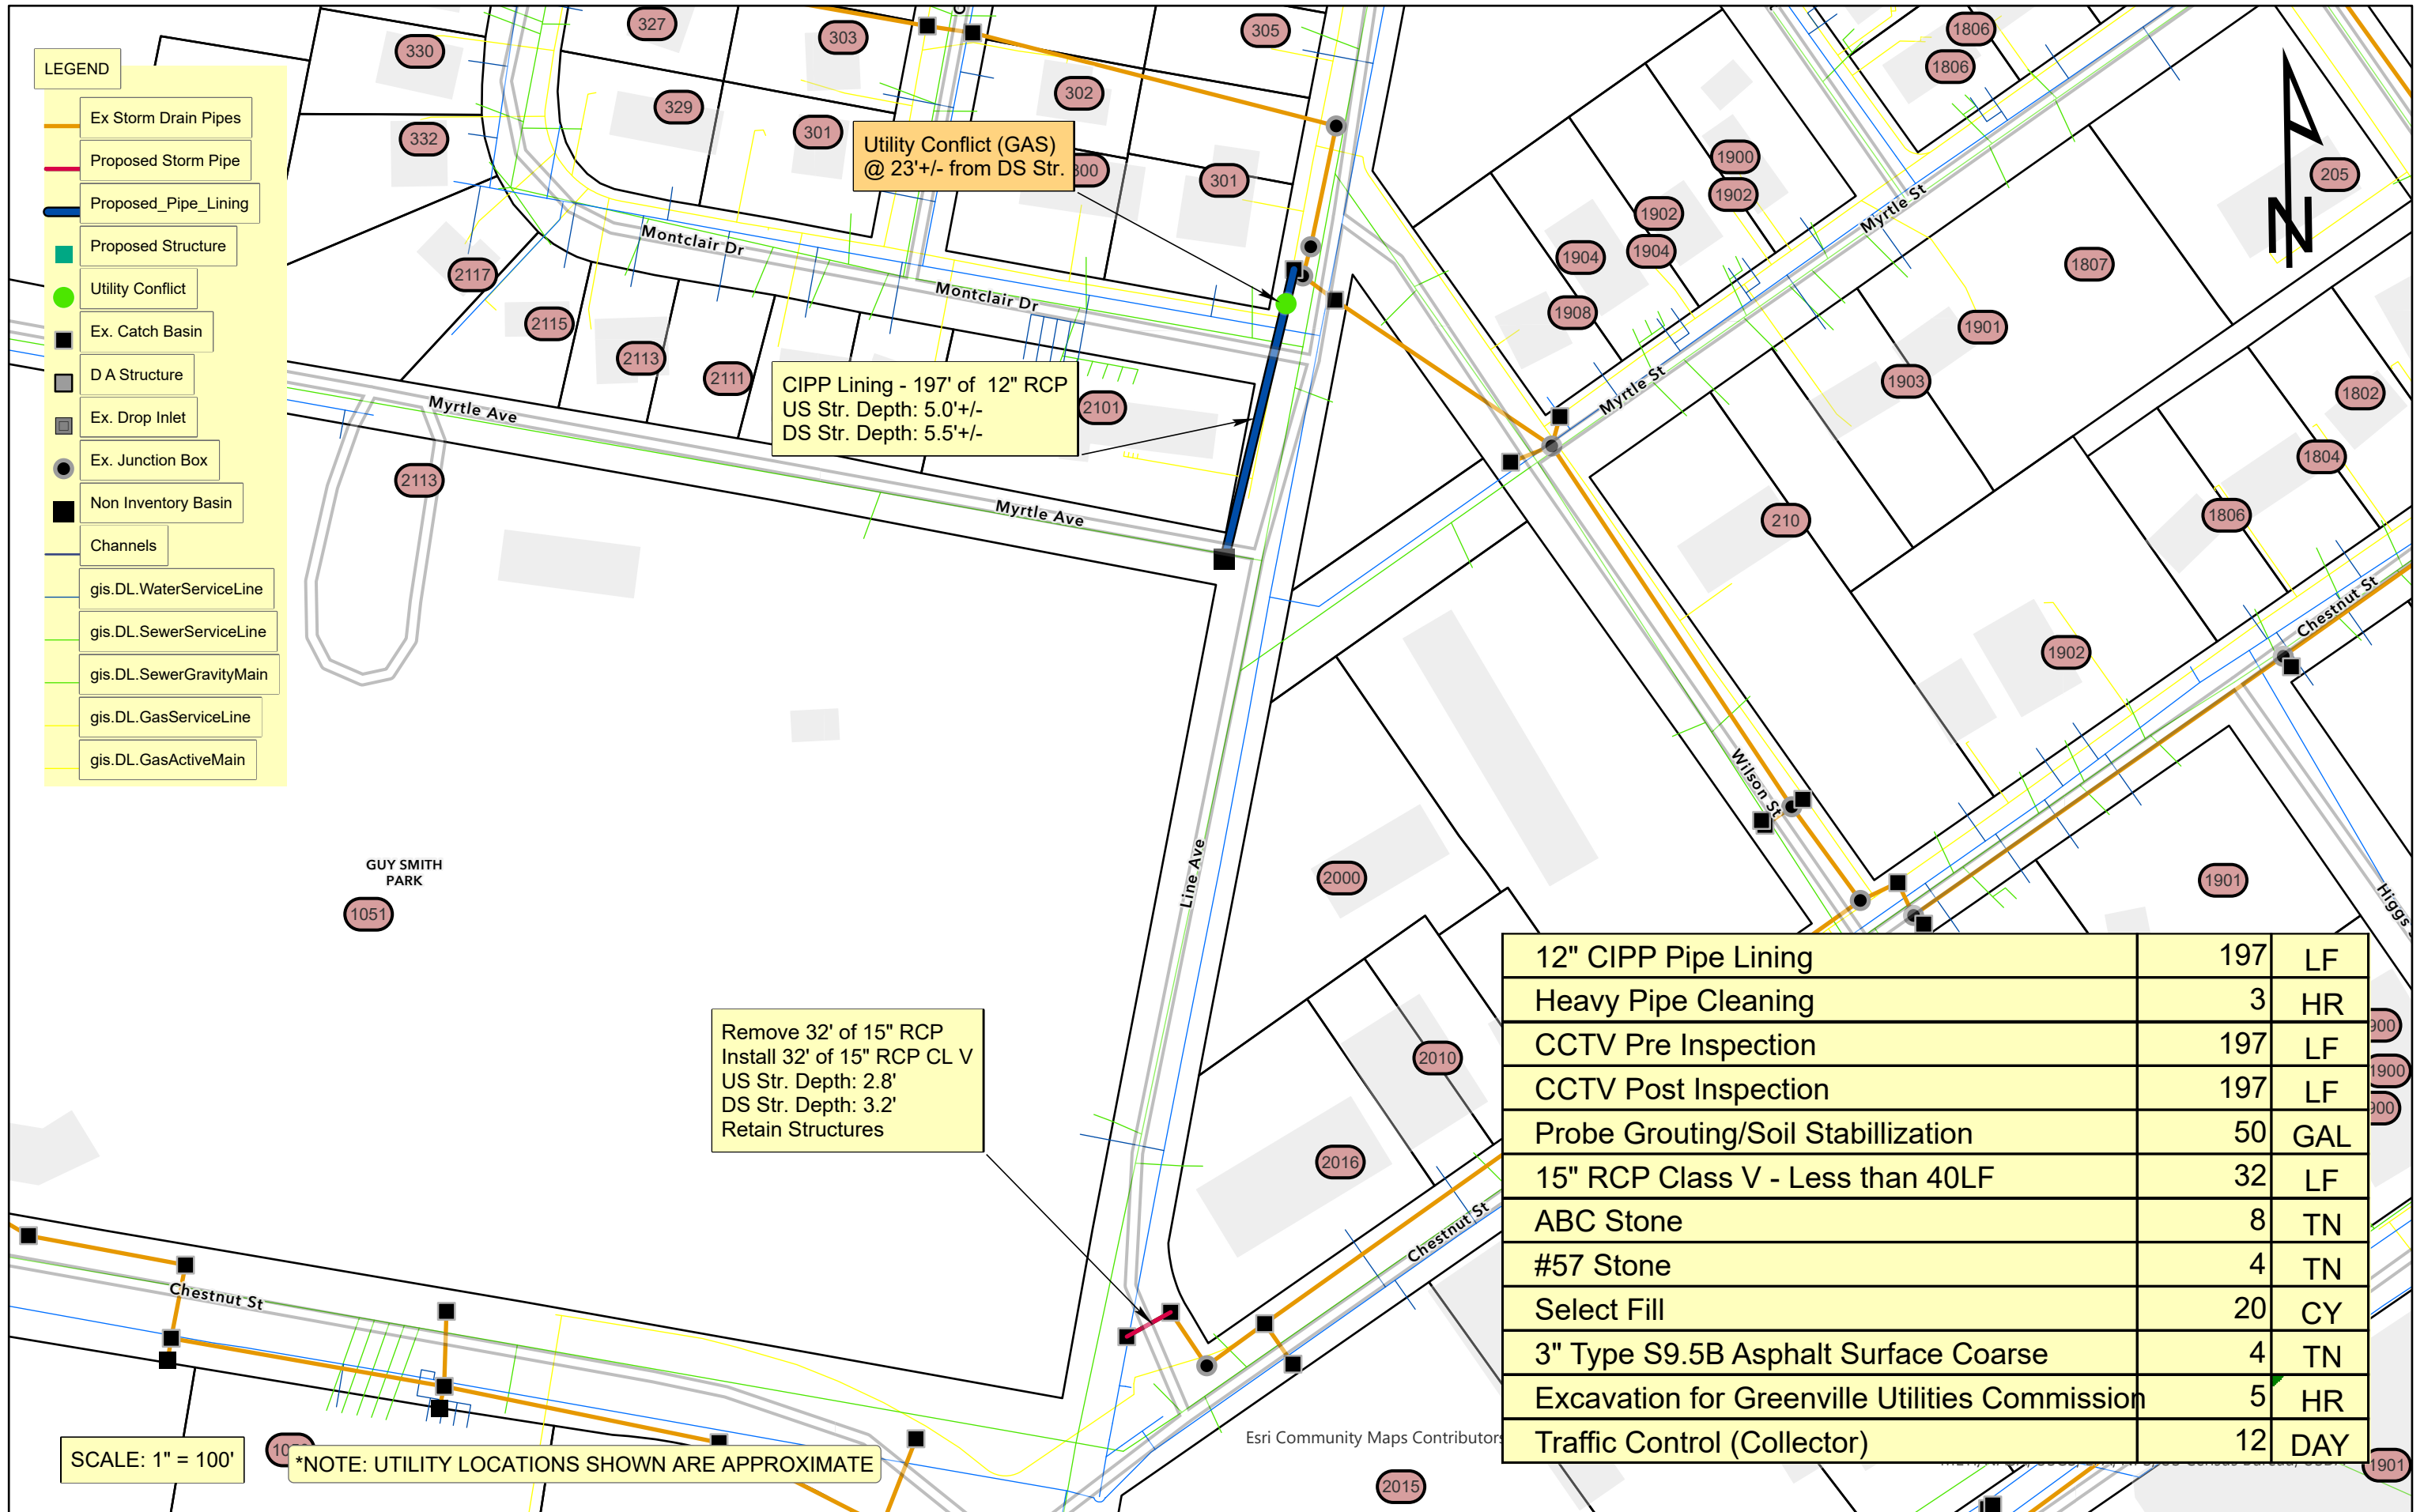 LEGEND
Ex Storm Drain Pipes
Proposed Storm Pipe
Proposed_Pipe_Lining
Proposed Structure
Utility Conflict
Ex. Catch Basin
D A Structure
Ex. Drop Inlet
Ex. Junction Box
Non Inventory Basin
Channels
gis.DL.WaterServiceLine
gis.DL.SewerServiceLine
gis.DL.SewerGravityMain
gis.DL.GasServiceLine
gis.DL.GasActiveMain
330
327
303
305
332
329
301
302
300
301
Utility Conflict (GAS)
@ 23'+/- from DS Str.
1806
1806
1900
1902
1902
1904
1904
1908
205
1807
1901
1903
1802
1804
1806
210
1902
N
Montclair Dr
Montclair Dr
Myrtle St
Myrtle St
2117
2115
2113
2111
2101
CIPP Lining - 197' of 12" RCP
US Str. Depth: 5.0'+/-
DS Str. Depth: 5.5'+/-
Myrtle Ave
Myrtle Ave
2113
Chestnut St
Wilson St
Line Ave
Higgs
GUY SMITH
PARK
1051
2000
2010
2016
1901
Remove 32' of 15" RCP
Install 32' of 15" RCP CL V
US Str. Depth: 2.8'
DS Str. Depth: 3.2'
Retain Structures
Chestnut St
Chestnut St
12" CIPP Pipe Lining 197 LF
Heavy Pipe Cleaning 3 HR
CCTV Pre Inspection 197 LF
CCTV Post Inspection 197 LF
Probe Grouting/Soil Stabillization 50 GAL
15" RCP Class V - Less than 40LF 32 LF
ABC Stone 8 TN
#57 Stone 4 TN
Select Fill 20 CY
3" Type S9.5B Asphalt Surface Coarse 4 TN
Excavation for Greenville Utilities Commission 5 HR
Traffic Control (Collector) 12 DAY
1900
1901
2015
Esri Community Maps Contributors
SCALE: 1" = 100'
*NOTE: UTILITY LOCATIONS SHOWN ARE APPROXIMATE